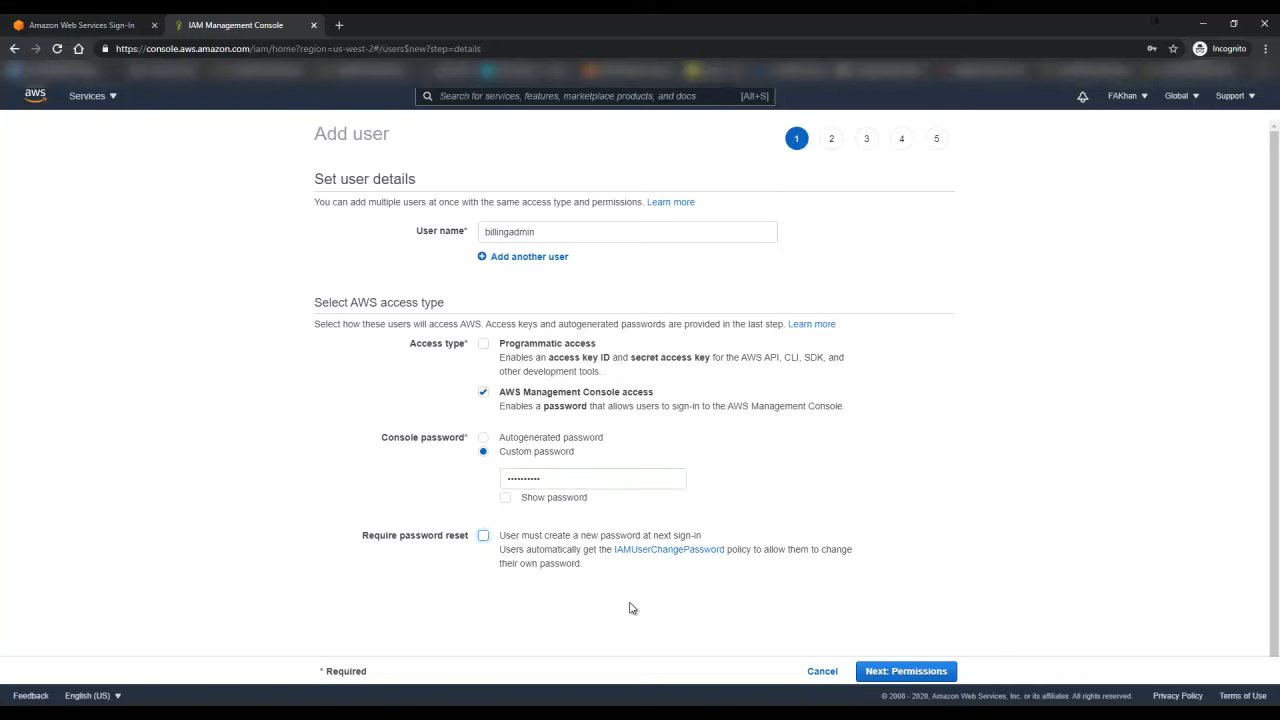 Amazon Web Services Sign-In
IAM Management Console
https://console.aws.amazon.com/iam/home?region=us-west-2#/users$new?step=details
Incognito
aws
Services
Search for services, features, marketplace products, and docs
[Alt+S]
FAKhan
Global
Support
Add user
1
2
3
4
5
Set user details
You can add multiple users at once with the same access type and permissions. Learn more
User name*
billingadmin
Add another user
Select AWS access type
Select how these users will access AWS. Access keys and autogenerated passwords are provided in the last step. Learn more
Access type*
Programmatic access
Enables an access key ID and secret access key for the AWS API, CLI, SDK, and
other development tools.
AWS Management Console access
Enables a password that allows users to sign-in to the AWS Management Console.
Console password*
Autogenerated password
Custom password
••••••••••
Show password
Require password reset
User must create a new password at next sign-in
Users automatically get the IAMUserChangePassword policy to allow them to change
their own password.
* Required
Cancel
Next: Permissions
Feedback
English (US)
© 2008 - 2020, Amazon Web Services, Inc. or its affiliates. All rights reserved.
Privacy Policy
Terms of Use